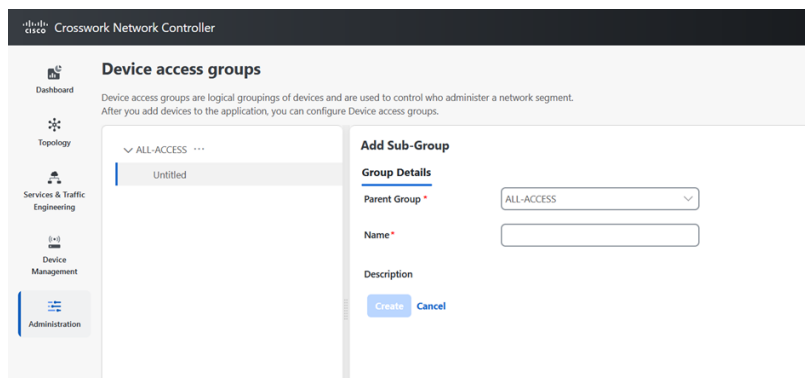 CISCO Crosswork Network Controller
Dashboard
Topology
Services & Traffic
Engineering
Device
Management
Administration
Device access groups
Device access groups are logical groupings of devices and are used to control who administer a network segment.
After you add devices to the application, you can configure Device access groups.
ALL-ACCESS ...
Untitled
Add Sub-Group
Group Details
Parent Group * ALL-ACCESS
Name*
Description
Create Cancel